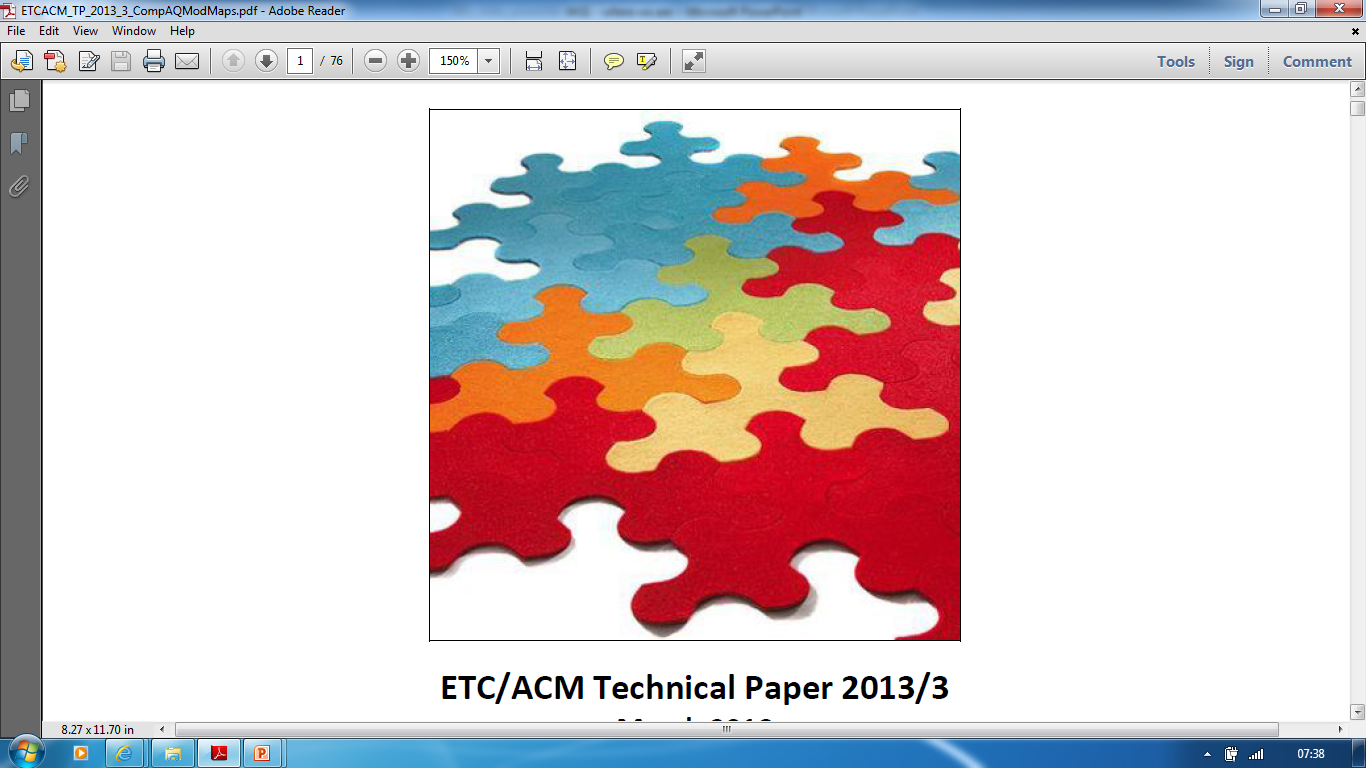 ETCACM_TP_2013_3_CompAQModMaps.pdf - Adobe Reader
File Edit View Window Help
1 / 76 150% Tools Sign Comment
ETC/ACM Technical Paper 2013/3
8.27 x 11.70 in
07:38